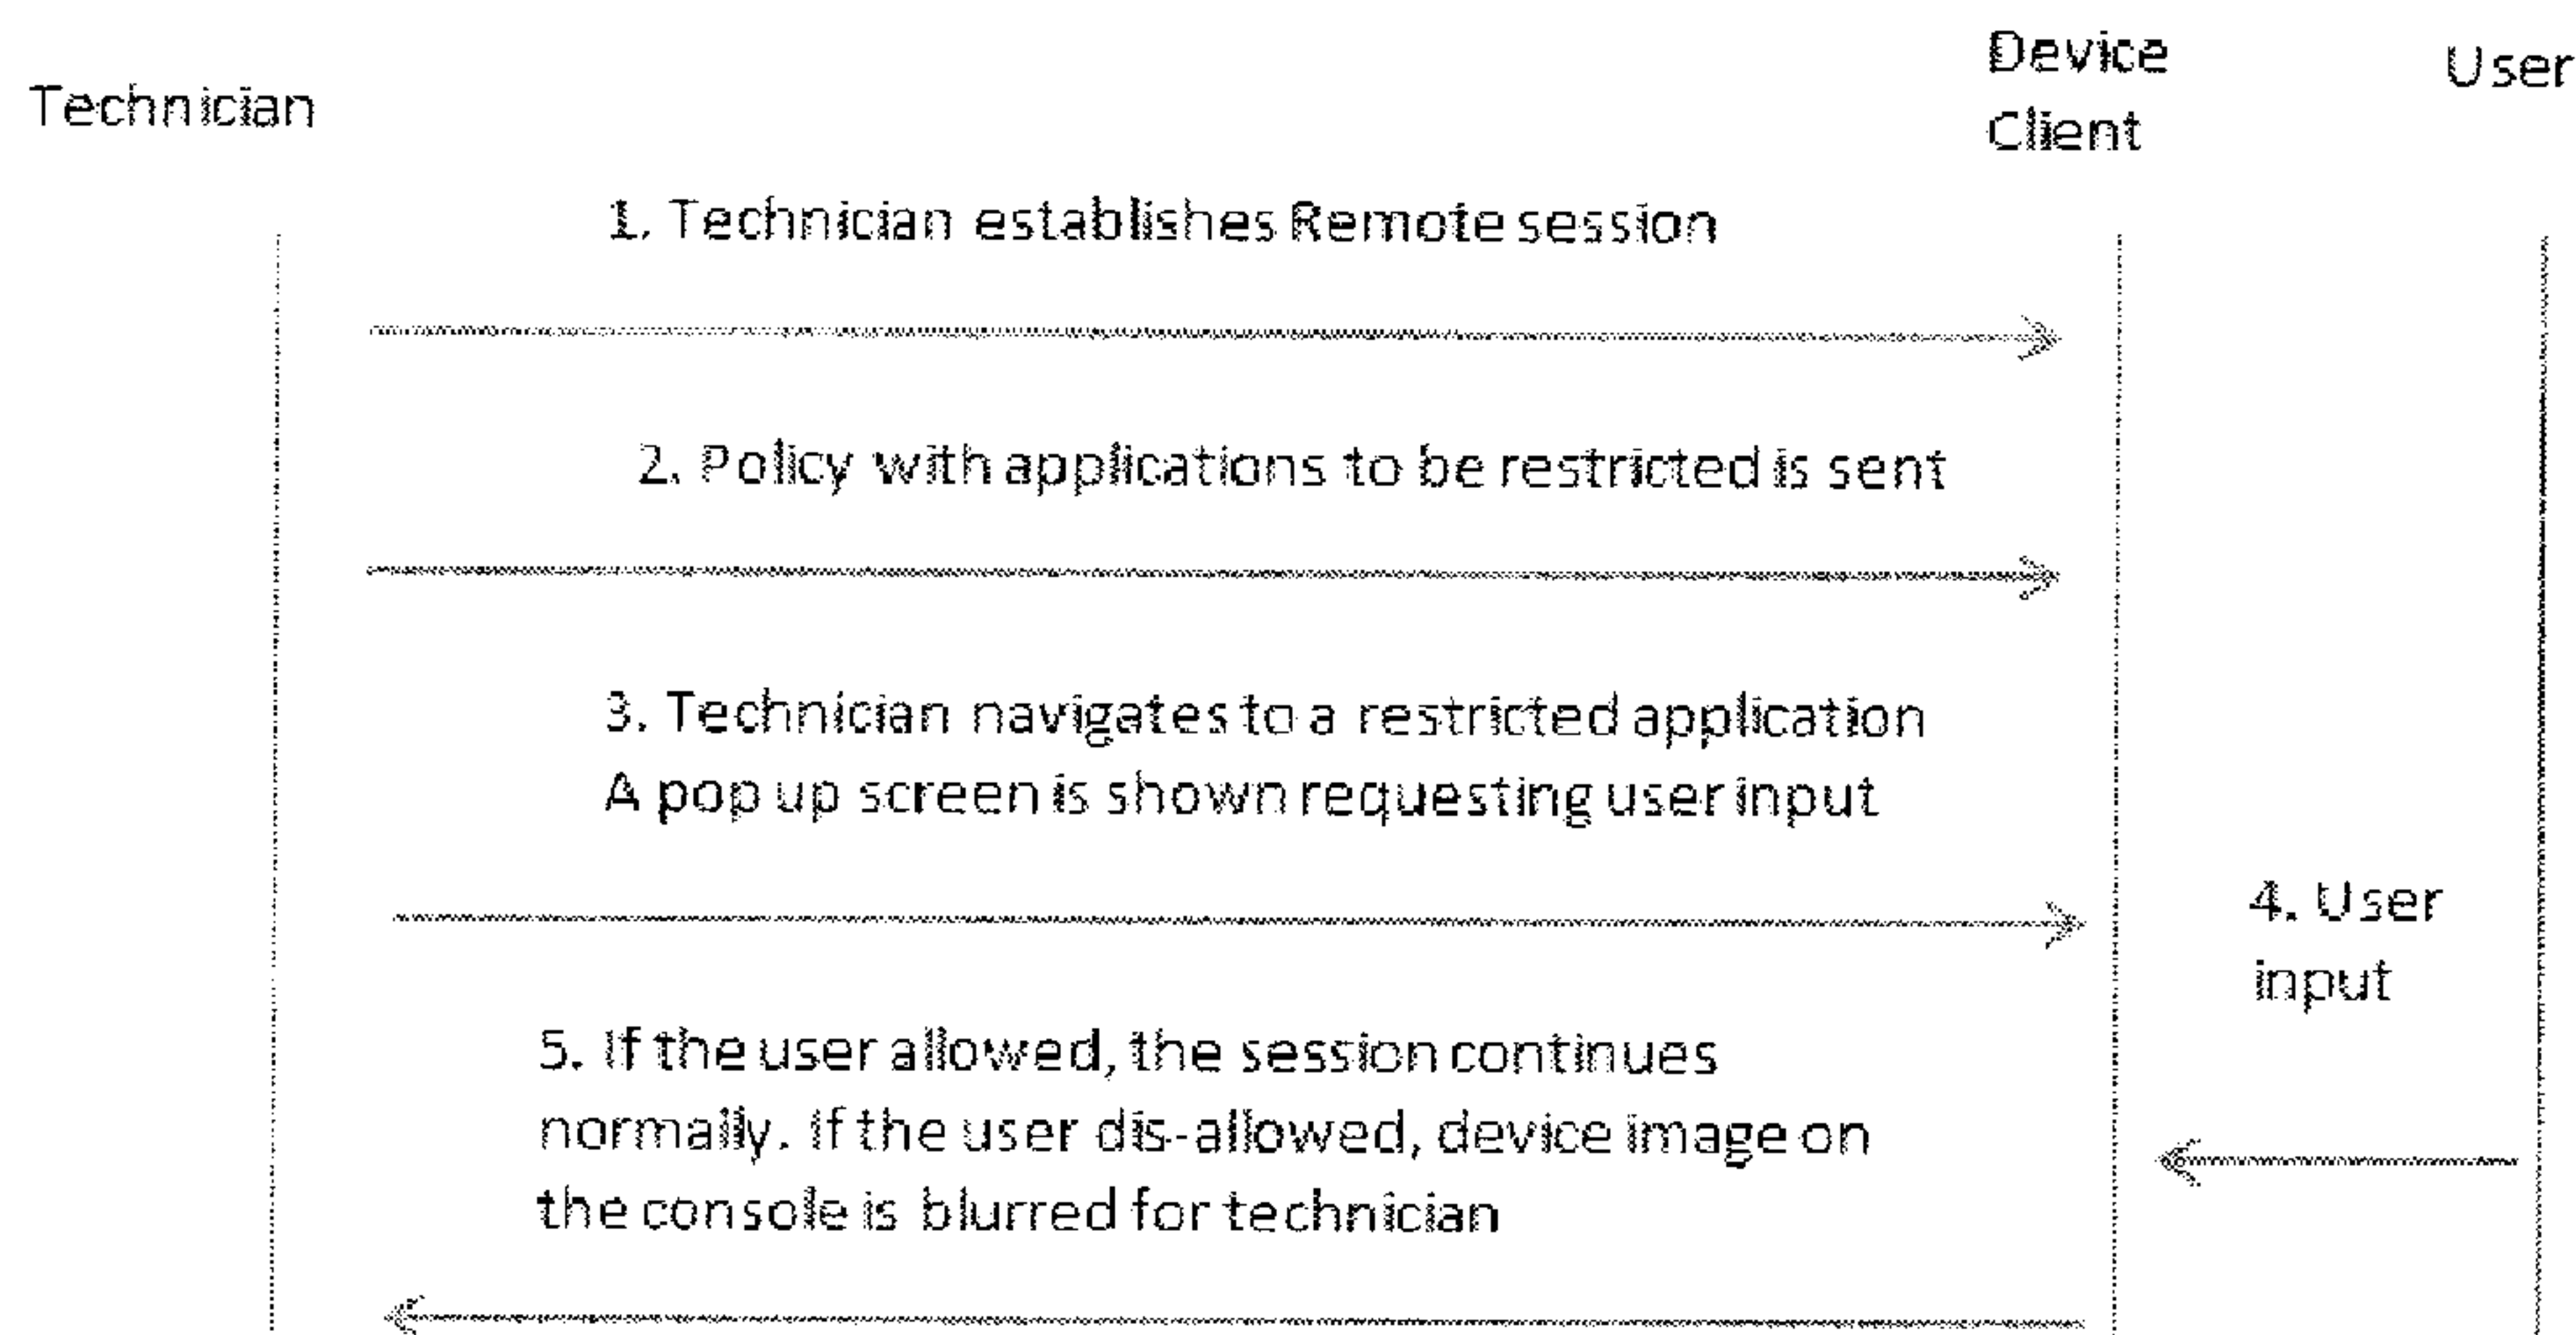 Technician
Device
Client
User
1. Technician establishes Remote session
2. Policy with applications to be restricted is sent
3. Technician navigates to a restricted application
A pop up screen is shown requesting user input
4. User
input
5. If the user allowed, the session continues
normally. If the user dis-allowed, device image on
the console is blurred for technician